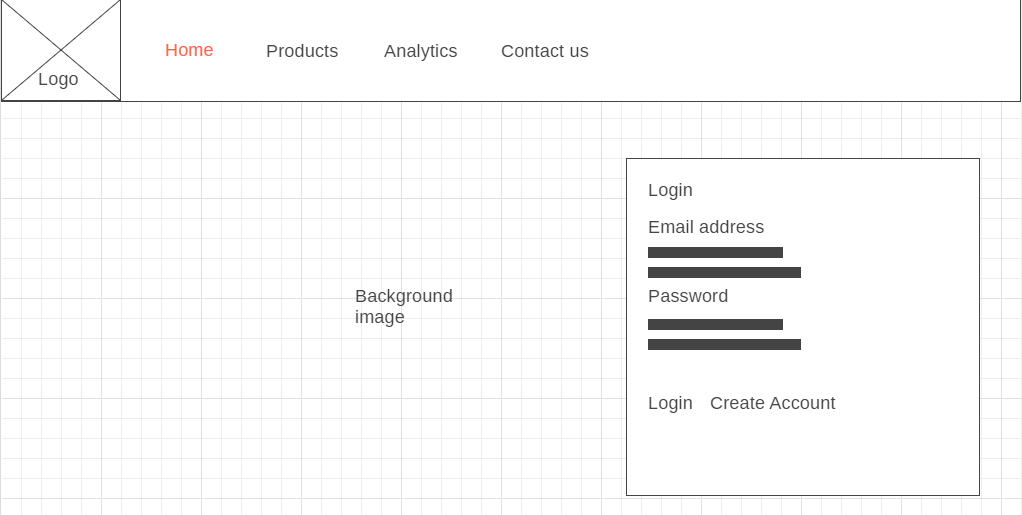 Logo
Home Products Analytics Contact us
Login
Email address
Background
image
Password
Login Create Account